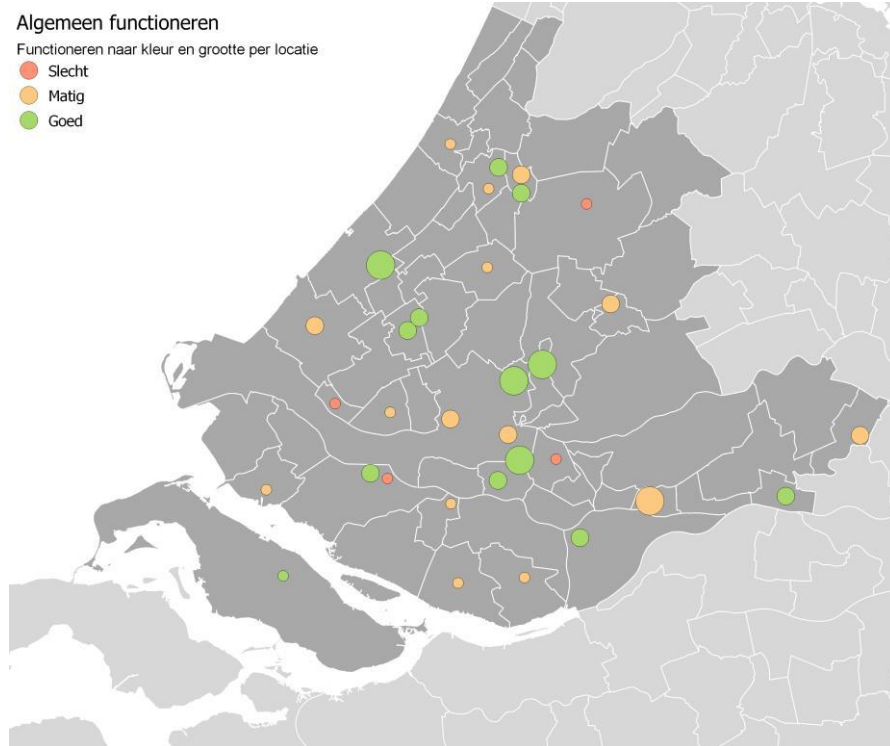 Algemeen functioneren
Functioneren naar kleur en grootte per locatie
Slecht
Matig
Goed